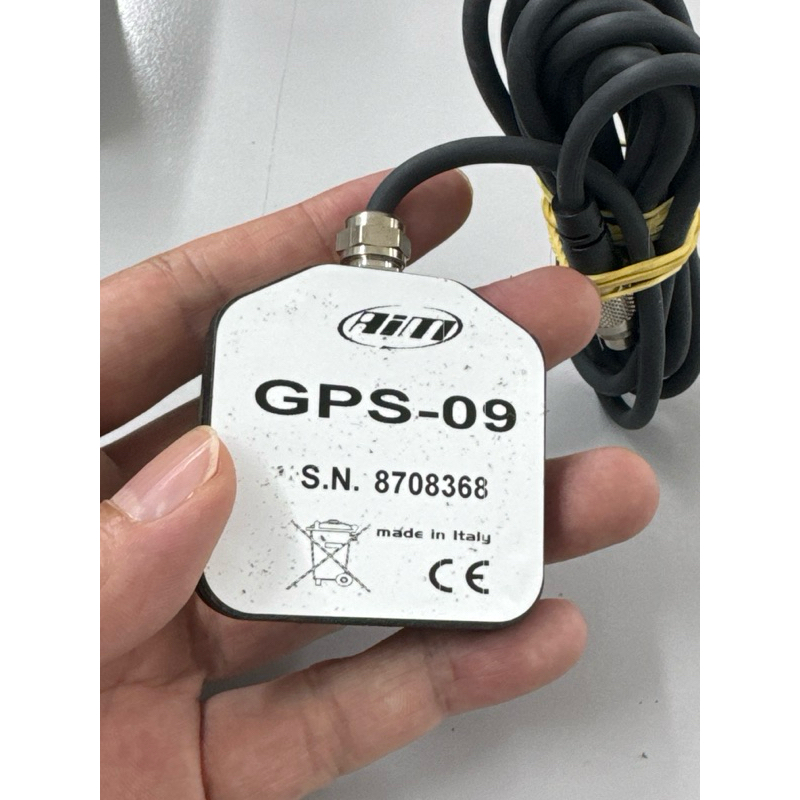 AiM
GPS-09
S.N. 8708368
made in Italy
CE